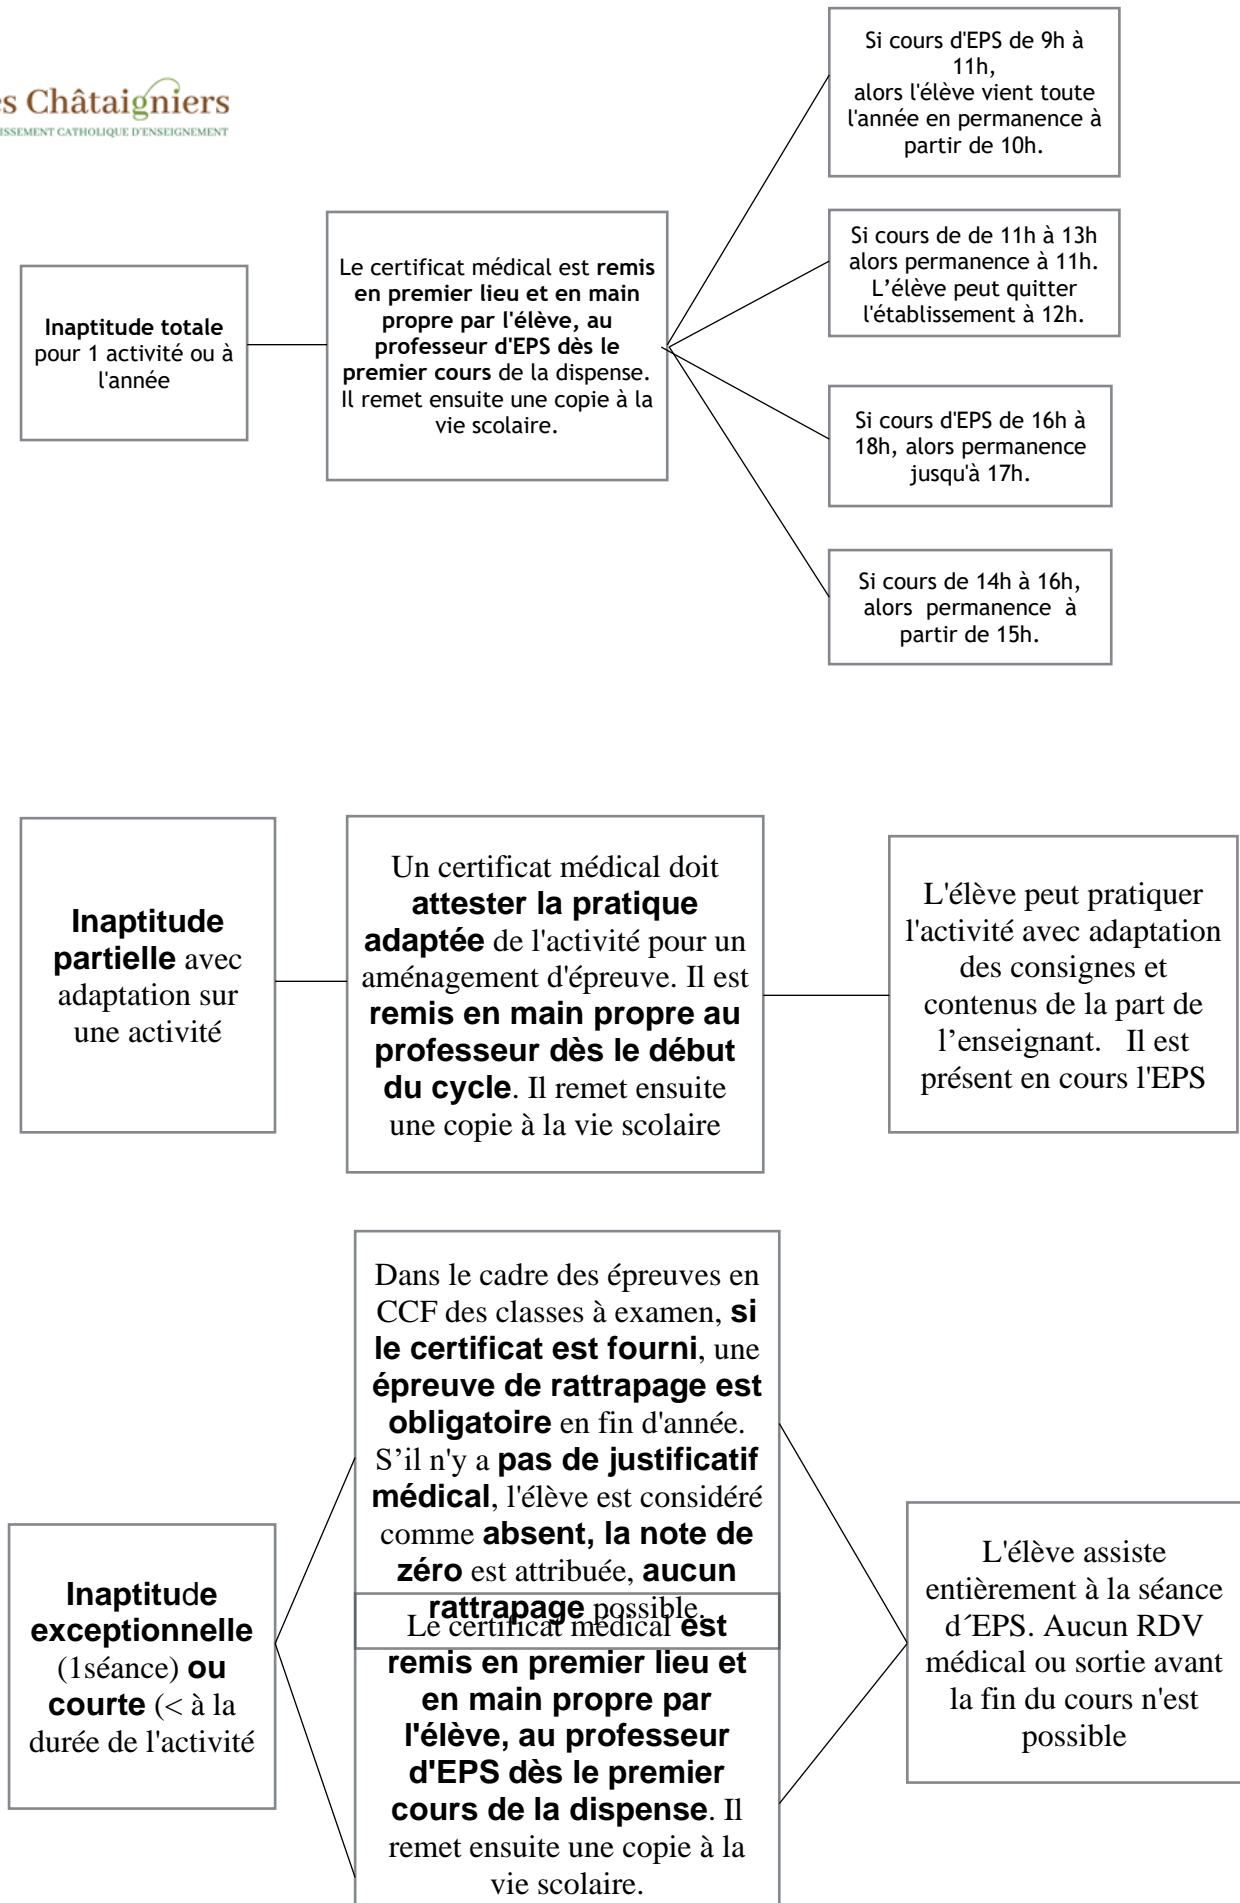 es Châtaigniers
ISSEMENT CATHOLIQUE D'ENSEIGNEMENT
Inaptitude totale
pour 1 activité ou à
l'année
Le certificat médical est remis
en premier lieu et en main
propre par l'élève, au
professeur d'EPS dès le
premier cours de la dispense.
Il remet ensuite une copie à la
vie scolaire.
Si cours d'EPS de 9h à
11h,
alors l'élève vient toute
l'année en permanence à
partir de 10h.
Si cours de de 11h à 13h
alors permanence à 11h.
L’élève peut quitter
l'établissement à 12h.
Si cours d'EPS de 16h à
18h, alors permanence
jusqu'à 17h.
Si cours de 14h à 16h,
alors permanence à
partir de 15h.
Inaptitude
partielle avec
adaptation sur
une activité
Un certificat médical doit
attester la pratique
adaptée de l'activité pour un
aménagement d'épreuve. Il est
remis en main propre au
professeur dès le début
du cycle. Il remet ensuite
une copie à la vie scolaire
L'élève peut pratiquer
l'activité avec adaptation
des consignes et
contenus de la part de
l’enseignant. Il est
présent en cours l'EPS
Inaptitude
exceptionnelle
(1séance) ou
courte (< à la
durée de l'activité
Dans le cadre des épreuves en
CCF des classes à examen, si
le certificat est fourni, une
épreuve de rattrapage est
obligatoire en fin d'année.
S’il n'y a pas de justificatif
médical, l'élève est considéré
comme absent, la note de
zéro est attribuée, aucun
rattrapage possible.
Le certificat médical est
remis en premier lieu et
en main propre par
l'élève, au professeur
d'EPS dès le premier
cours de la dispense. Il
remet ensuite une copie à la
vie scolaire.
L'élève assiste
entièrement à la séance
d´EPS. Aucun RDV
médical ou sortie avant
la fin du cours n'est
possible